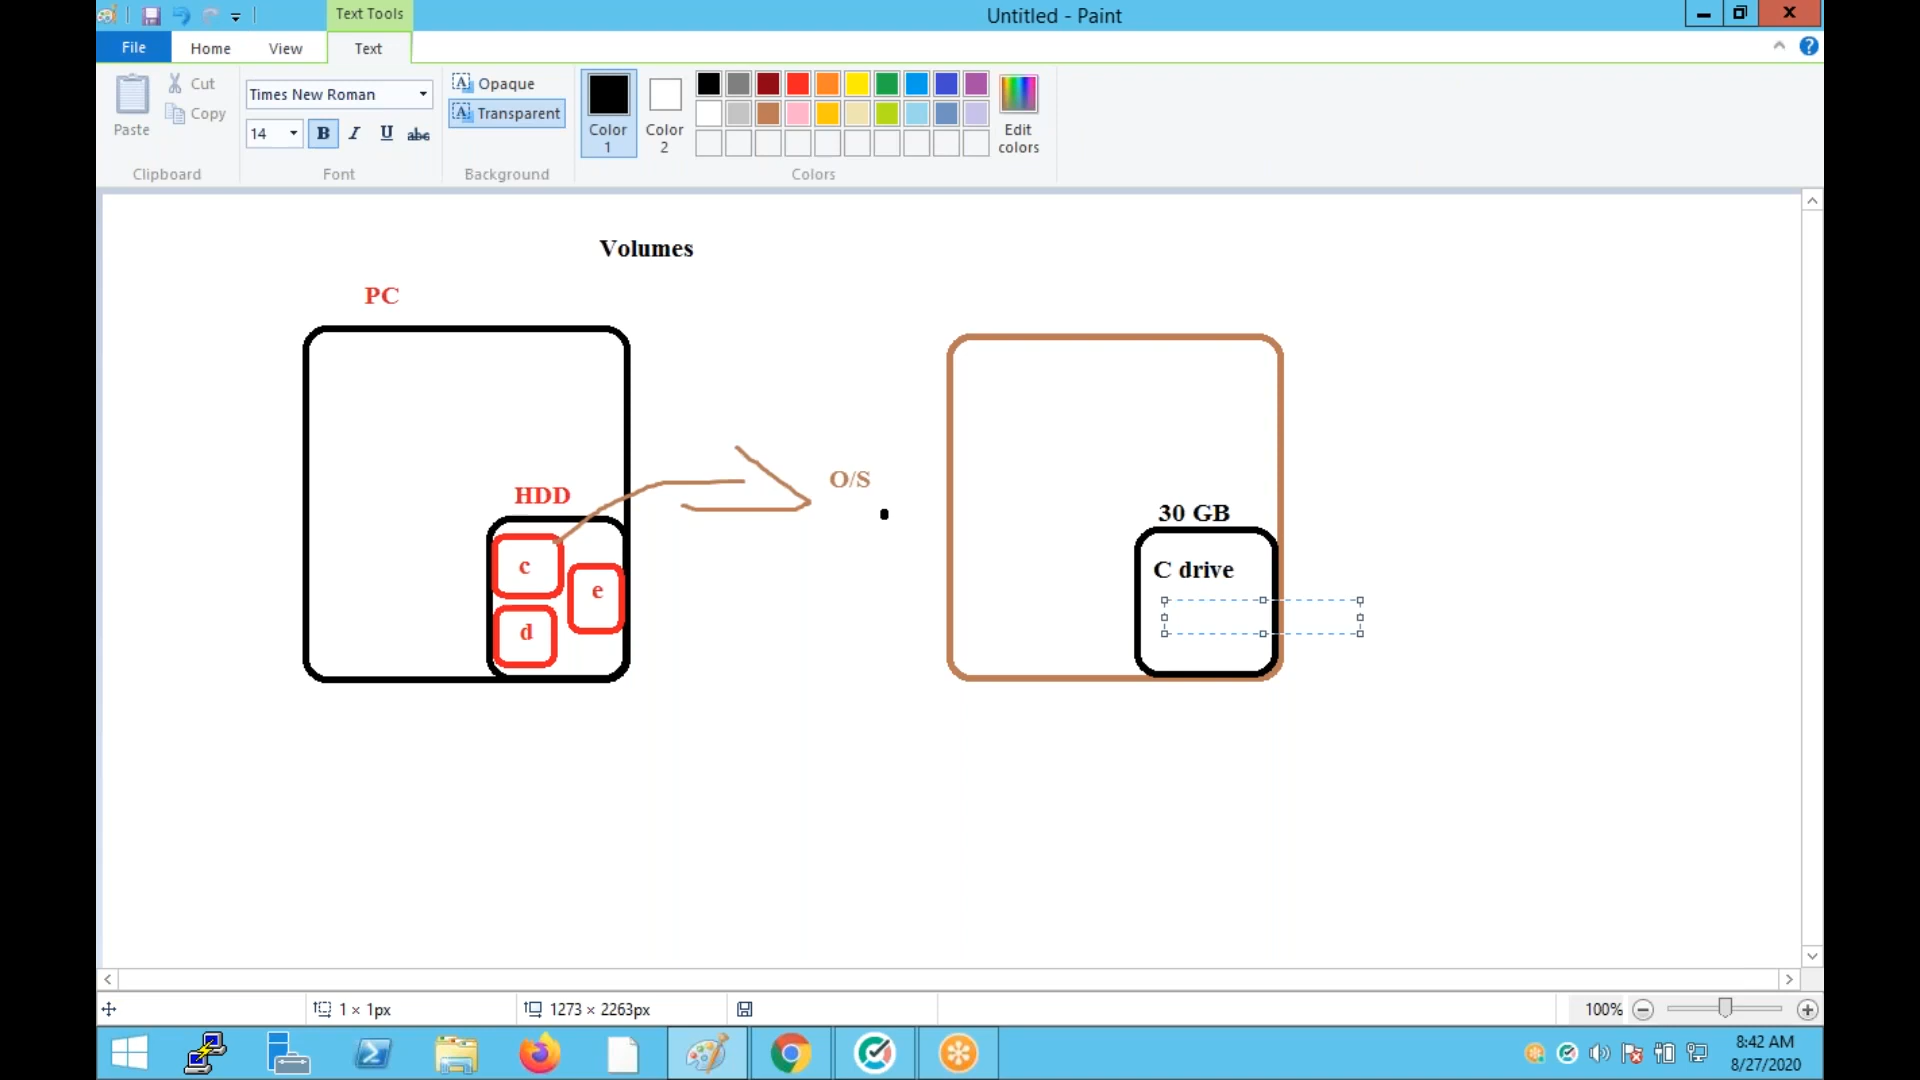 Text Tools
Untitled - Paint
File
Home
View
Text
Paste
Cut
Copy
Clipboard
Times New Roman
14
B
I
U
abc
Font
Opaque
Transparent
Background
Color
1
Color
2
Edit
colors
Colors
Volumes
PC
HDD
c
e
d
O/S
30 GB
C drive
1 × 1px
1273 × 2263px
100%
8:42 AM
8/27/2020